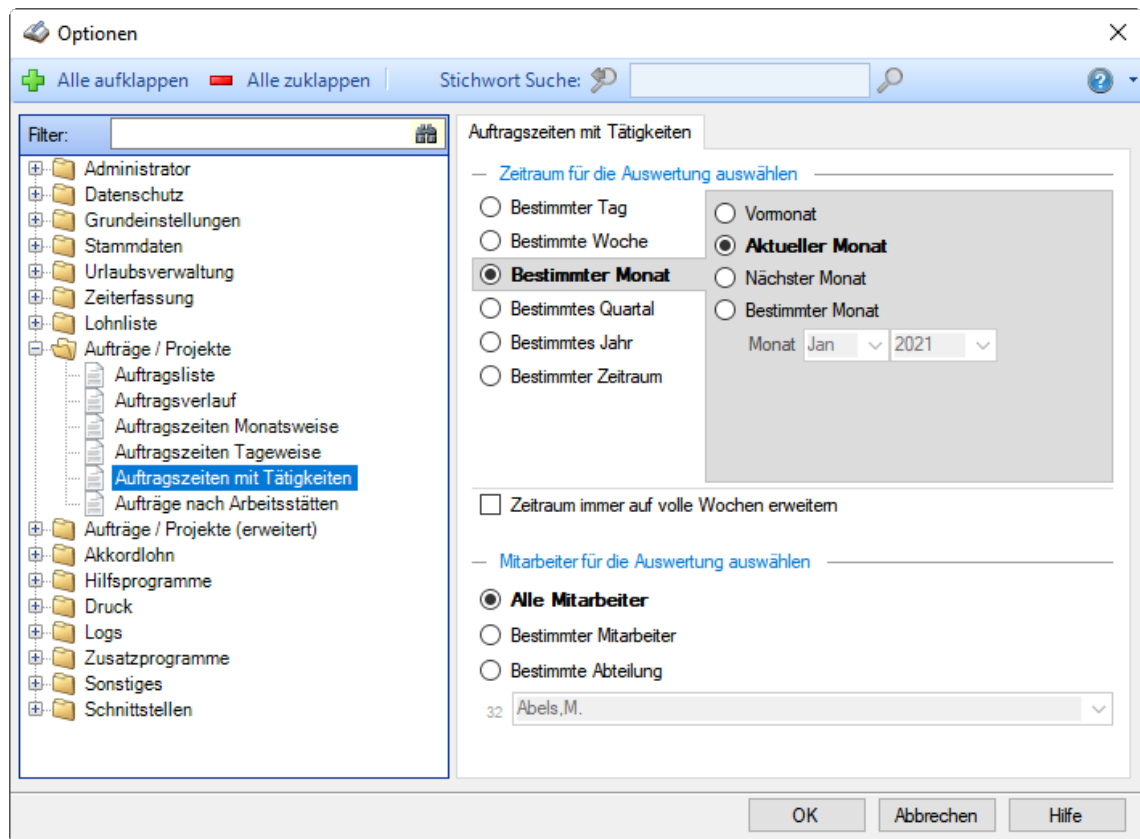 Optionen
Alle aufklappen Alle zuklappen Stichwort Suche:
Filter:
Administrator
Datenschutz
Grundeinstellungen
Stammdaten
Urlaubsverwaltung
Zeiterfassung
Lohnliste
Aufträge / Projekte
Auftragsliste
Auftragsverlauf
Auftragszeiten Monatsweise
Auftragszeiten Tageweise
Auftragszeiten mit Tätigkeiten
Aufträge nach Arbeitsstätten
Aufträge / Projekte (erweitert)
Akkordlohn
Hilfsprogramme
Druck
Logs
Zusatzprogramme
Sonstiges
Schnittstellen
Auftragszeiten mit Tätigkeiten
Zeitraum für die Auswertung auswählen
Bestimmter Tag
Bestimmte Woche
Bestimmter Monat
Bestimmtes Quartal
Bestimmtes Jahr
Bestimmter Zeitraum
Vormonat
Aktueller Monat
Nächster Monat
Bestimmter Monat
Monat Jan 2021
Zeitraum immer auf volle Wochen erweitern
Mitarbeiter für die Auswertung auswählen
Alle Mitarbeiter
Bestimmter Mitarbeiter
Bestimmte Abteilung
32 Abels,M.
OK Abbrechen Hilfe